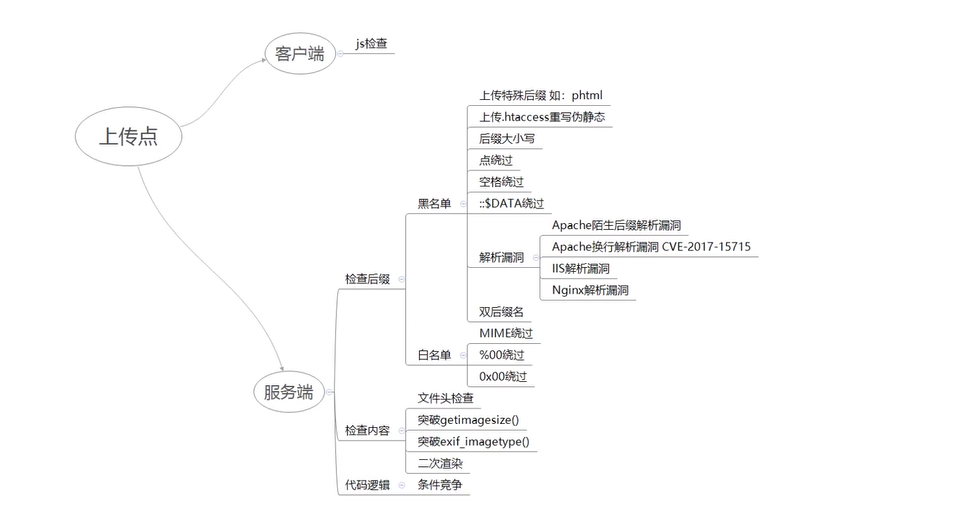 客户端
js检查
上传点
上传特殊后缀 如：phtml
上传.htaccess重写伪静态
后缀大小写
点绕过
空格绕过
黑名单
::$DATA绕过
Apache陌生后缀解析漏洞
Apache换行解析漏洞 CVE-2017-15715
解析漏洞
IIS解析漏洞
Nginx解析漏洞
检查后缀
双后缀名
MIME绕过
白名单
%00绕过
0x00绕过
服务端
文件头检查
突破getimagesize()
检查内容
突破exif_imagetype()
二次渲染
代码逻辑
条件竞争